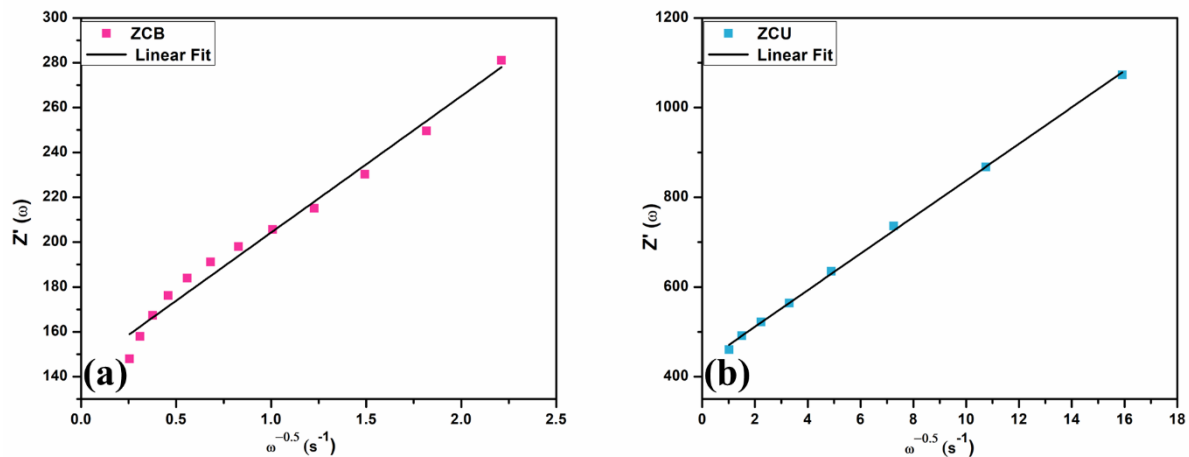 300
280
260
240
220
200
180
160
140
Z' (ω)
ZCB
Linear Fit
(a)
0.0 0.5 1.0 1.5 2.0 2.5
ω−0.5 (s-1)
1200
1000
800
600
400
Z' (ω)
ZCU
Linear Fit
(b)
0 2 4 6 8 10 12 14 16 18
ω−0.5 (s-1)